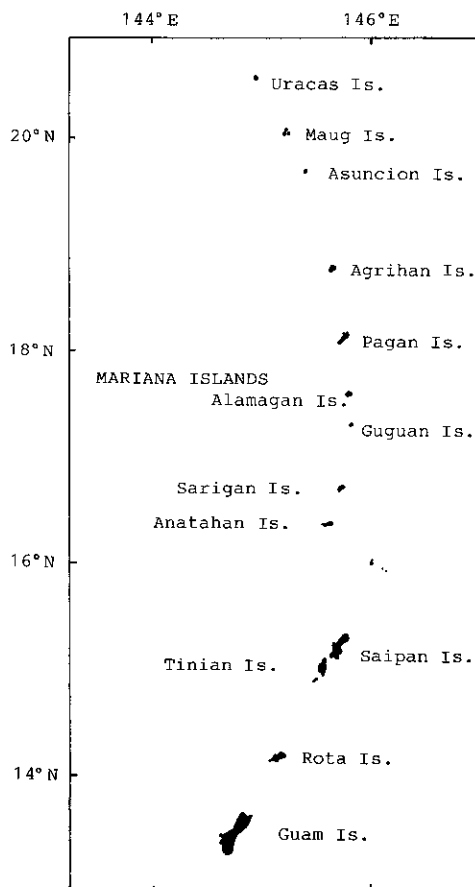 144°E 146°E
Uracas Is.
20°N
Maug Is.
Asuncion Is.
Agrihan Is.
Pagan Is.
18°N
MARIANA ISLANDS
Alamagan Is.
Guguan Is.
Sarigan Is.
Anatahan Is.
16°N
Saipan Is.
Tinian Is.
Rota Is.
14°N
Guam Is.